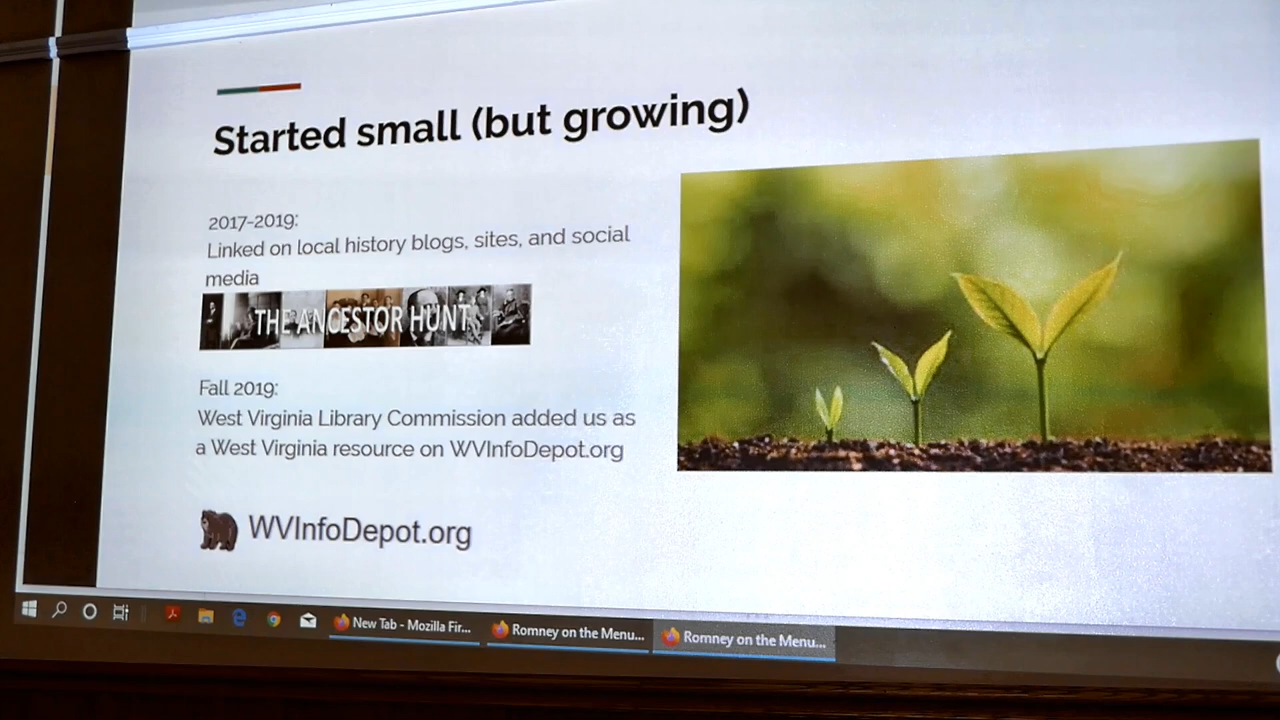 Started small (but growing)
2017-2019:
Linked on local history blogs, sites, and social
media
THE ANCESTOR HUNT
Fall 2019:
West Virginia Library Commission added us as
a West Virginia resource on WVInfoDepot.org
WVInfoDepot.org
New Tab - Mozilla Fir...
Romney on the Menu...
Romney on the Menu...